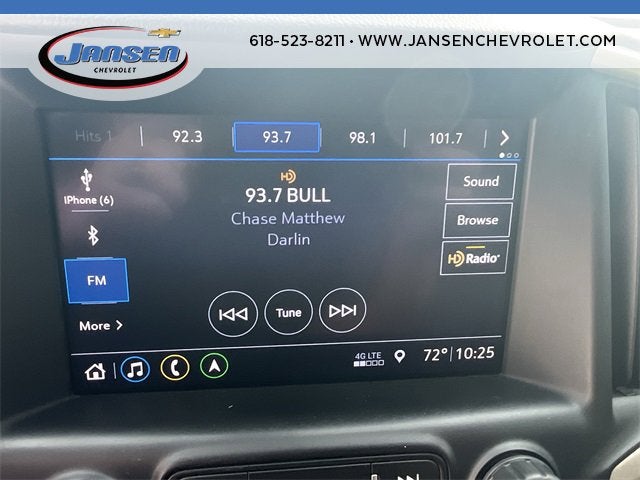 JANSEN
CHEVROLET
618-523-8211 • WWW.JANSENCHEVROLET.COM
Hits 1 92.3 93.7 98.1 101.7
iPhone (6)
HD
93.7 BULL
Chase Matthew
Darlin
Sound
Browse
HD Radio
FM
More
Tune
4G LTE
72° 10:25